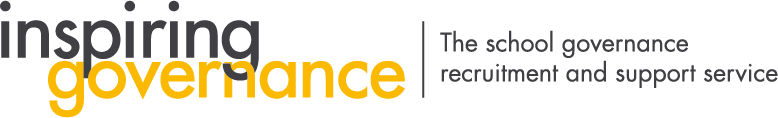 inspiring
governance
The school governance
recruitment and support service